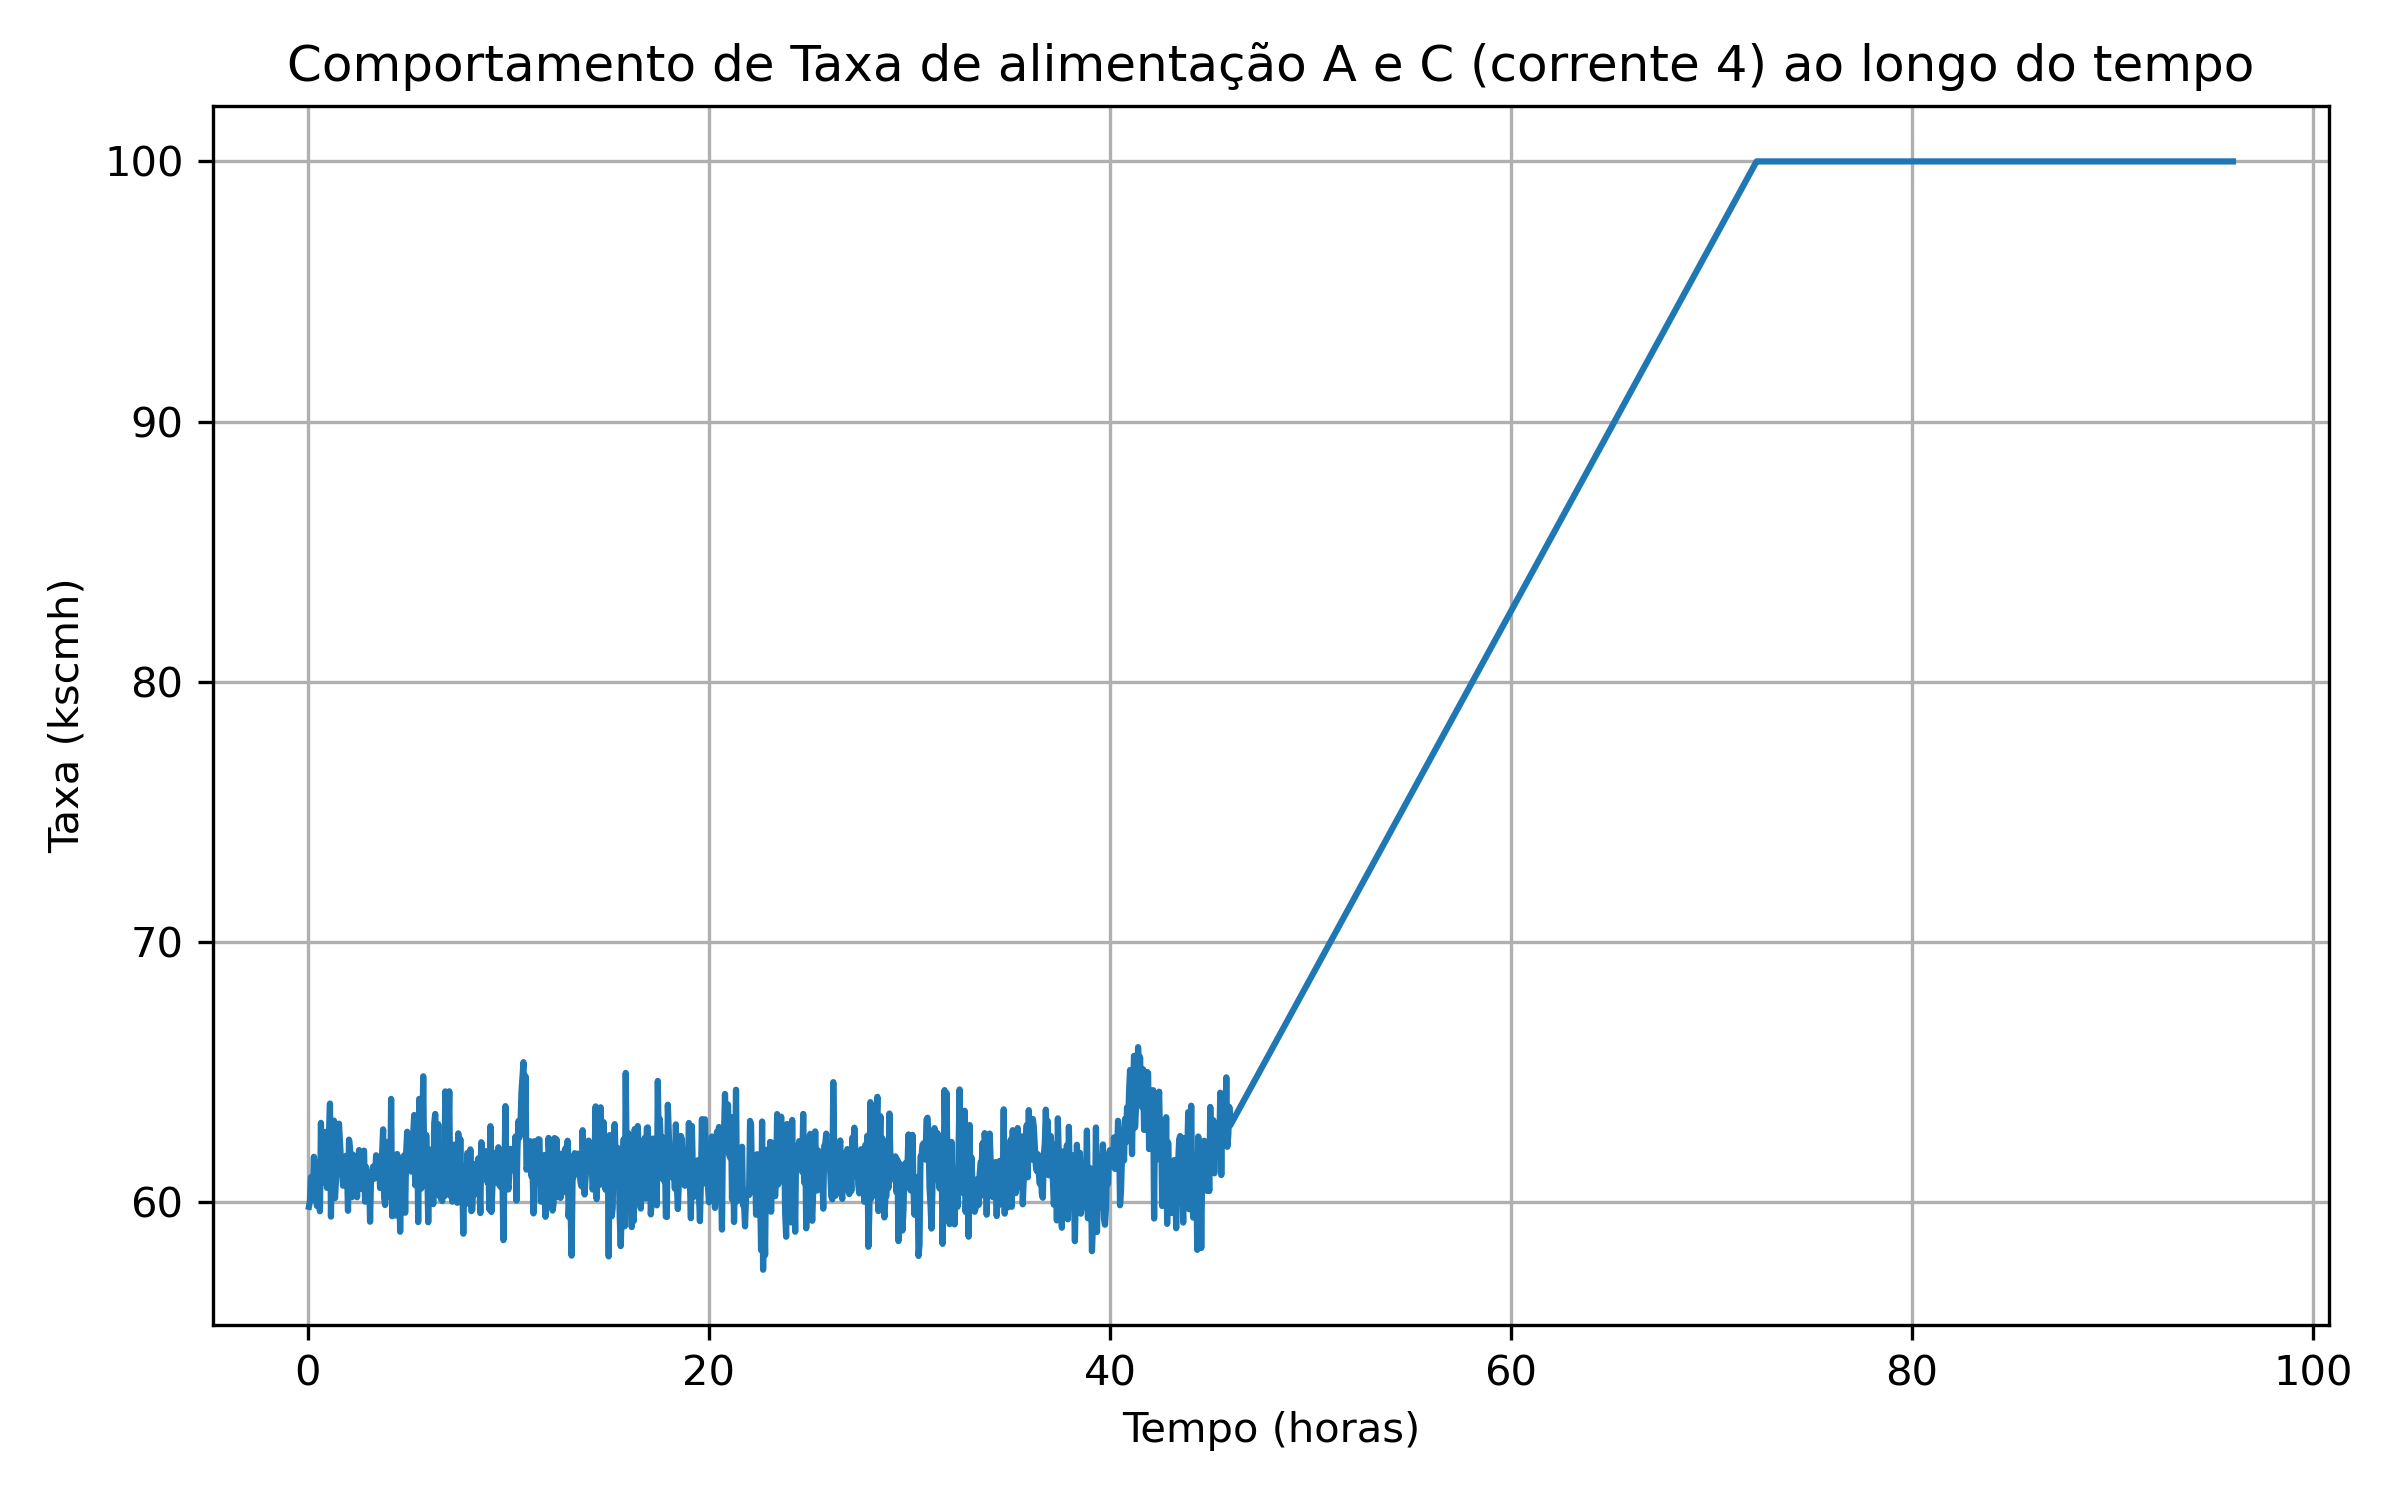 Comportamento de Taxa de alimentação A e C (corrente 4) ao longo do tempo
100
90
80
70
60
Taxa (kscmh)
0 20 40 60 80 100
Tempo (horas)